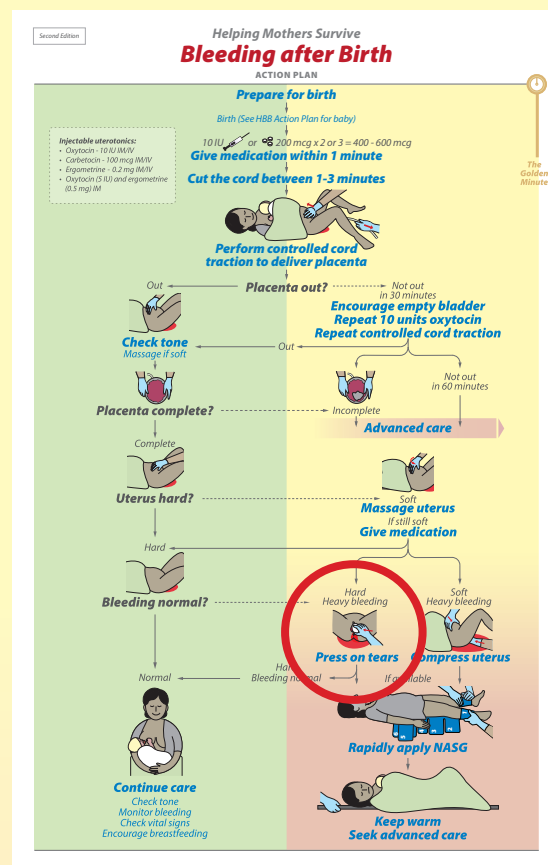 Second Edition
Helping Mothers Survive
Bleeding after Birth
ACTION PLAN
Prepare for birth
Birth (See HBB Action Plan for baby)
Injectable uterotonics:
• Oxytocin - 10 IU IM/IV
• Carbetocin - 100 mcg IM/IV
• Ergometrine – 0.2 mg IM/IV
• Oxytocin (5 IU) and ergometrine
(0.5 mg) IM
10 IU or 200 mcg x 2 or 3 = 400 - 600 mcg
Give medication within 1 minute
The
Golden
Minute
Cut the cord between 1-3 minutes
Perform controlled cord
traction to deliver placenta
Out
Placenta out?
Not out
in 30 minutes
Encourage empty bladder
Repeat 10 units oxytocin
Repeat controlled cord traction
Check tone
Massage if soft
Out
Not out
in 60 minutes
Placenta complete?
Incomplete
Advanced care
Complete
Uterus hard?
Soft
Massage uterus
If still soft
Give medication
Hard
Bleeding normal?
Hard
Heavy bleeding
Soft
Heavy bleeding
Press on tears
Compress uterus
Normal
Hard
Bleeding normal
If available
Rapidly apply NASG
Continue care
Check tone
Monitor bleeding
Check vital signs
Encourage breastfeeding
Keep warm
Seek advanced care